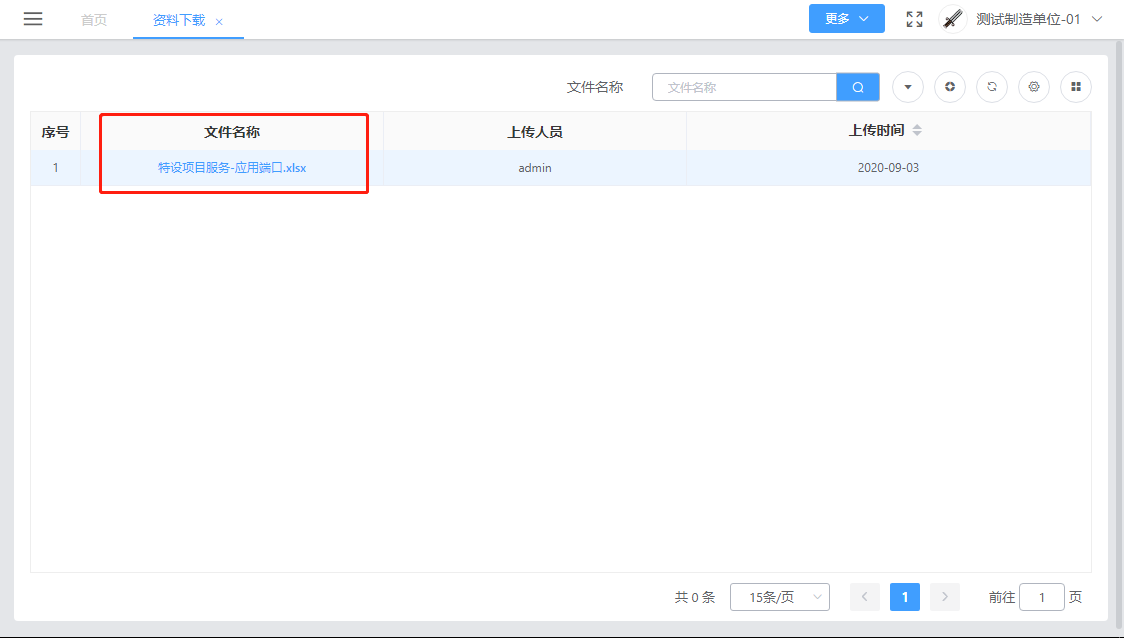 首页 资料下载 × 更多 测试制造单位-01
文件名称 文件名称
序号 文件名称 上传人员 上传时间
1 特设项目服务-应用端口.xlsx admin 2020-09-03
共 0 条 15条/页 1 前往 1 页